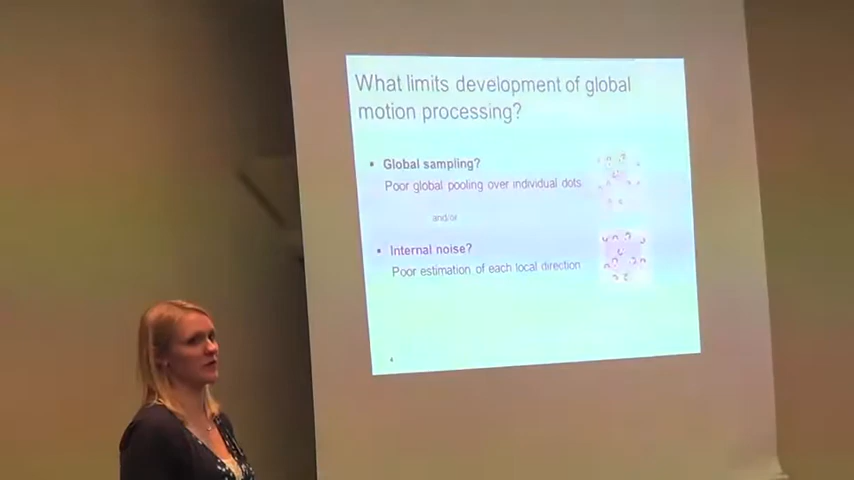 What limits development of global
motion processing?
• Global sampling?
Poor global pooling over individual dots
and/or
• Internal noise?
Poor estimation of each local direction